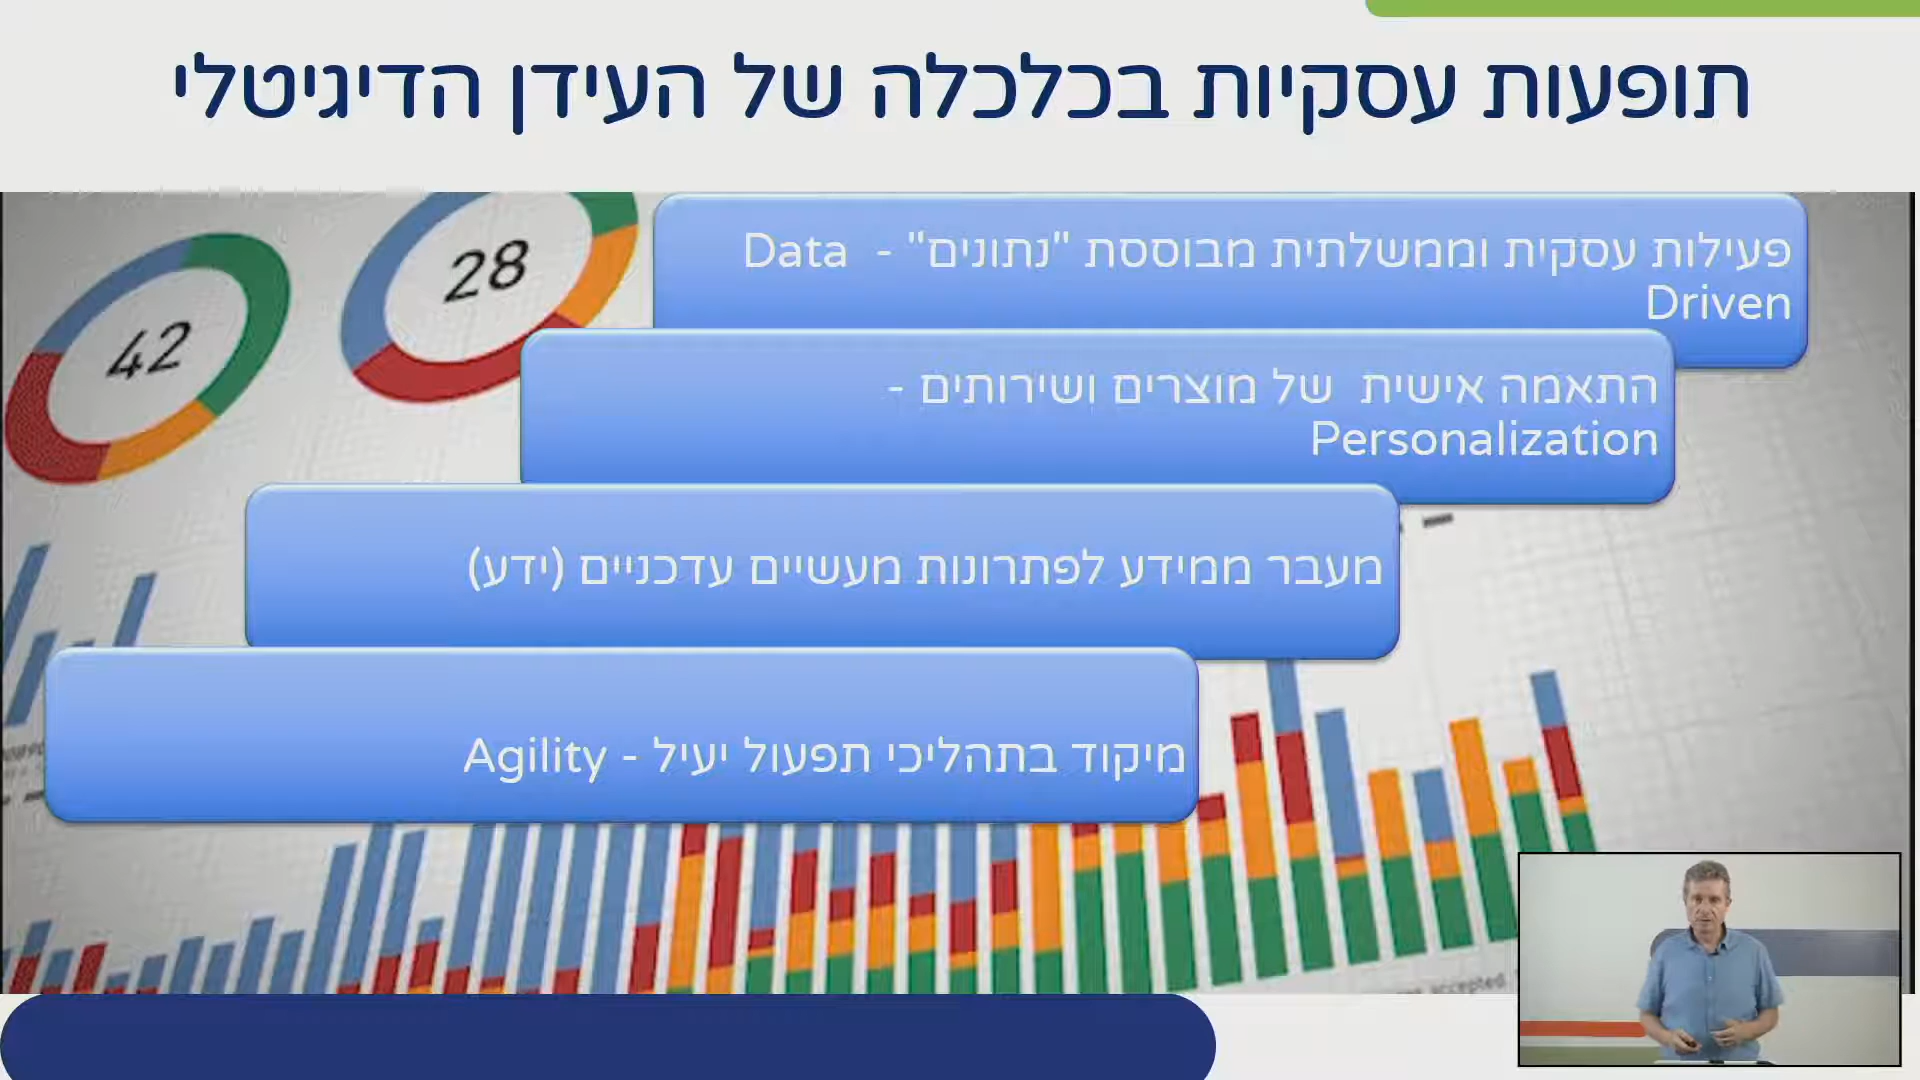 תופעות עסקיות בכלכלה של העידן הדיגיטלי
פעילות עסקית וממשלתית מבוססת "נתונים" - Data
Driven
התאמה אישית של מוצרים ושירותים -
Personalization
מעבר ממידע לפתרונות מעשיים עדכניים (ידע)
מיקוד בתהליכי תפעול יעיל - Agility
28
42
accepted.